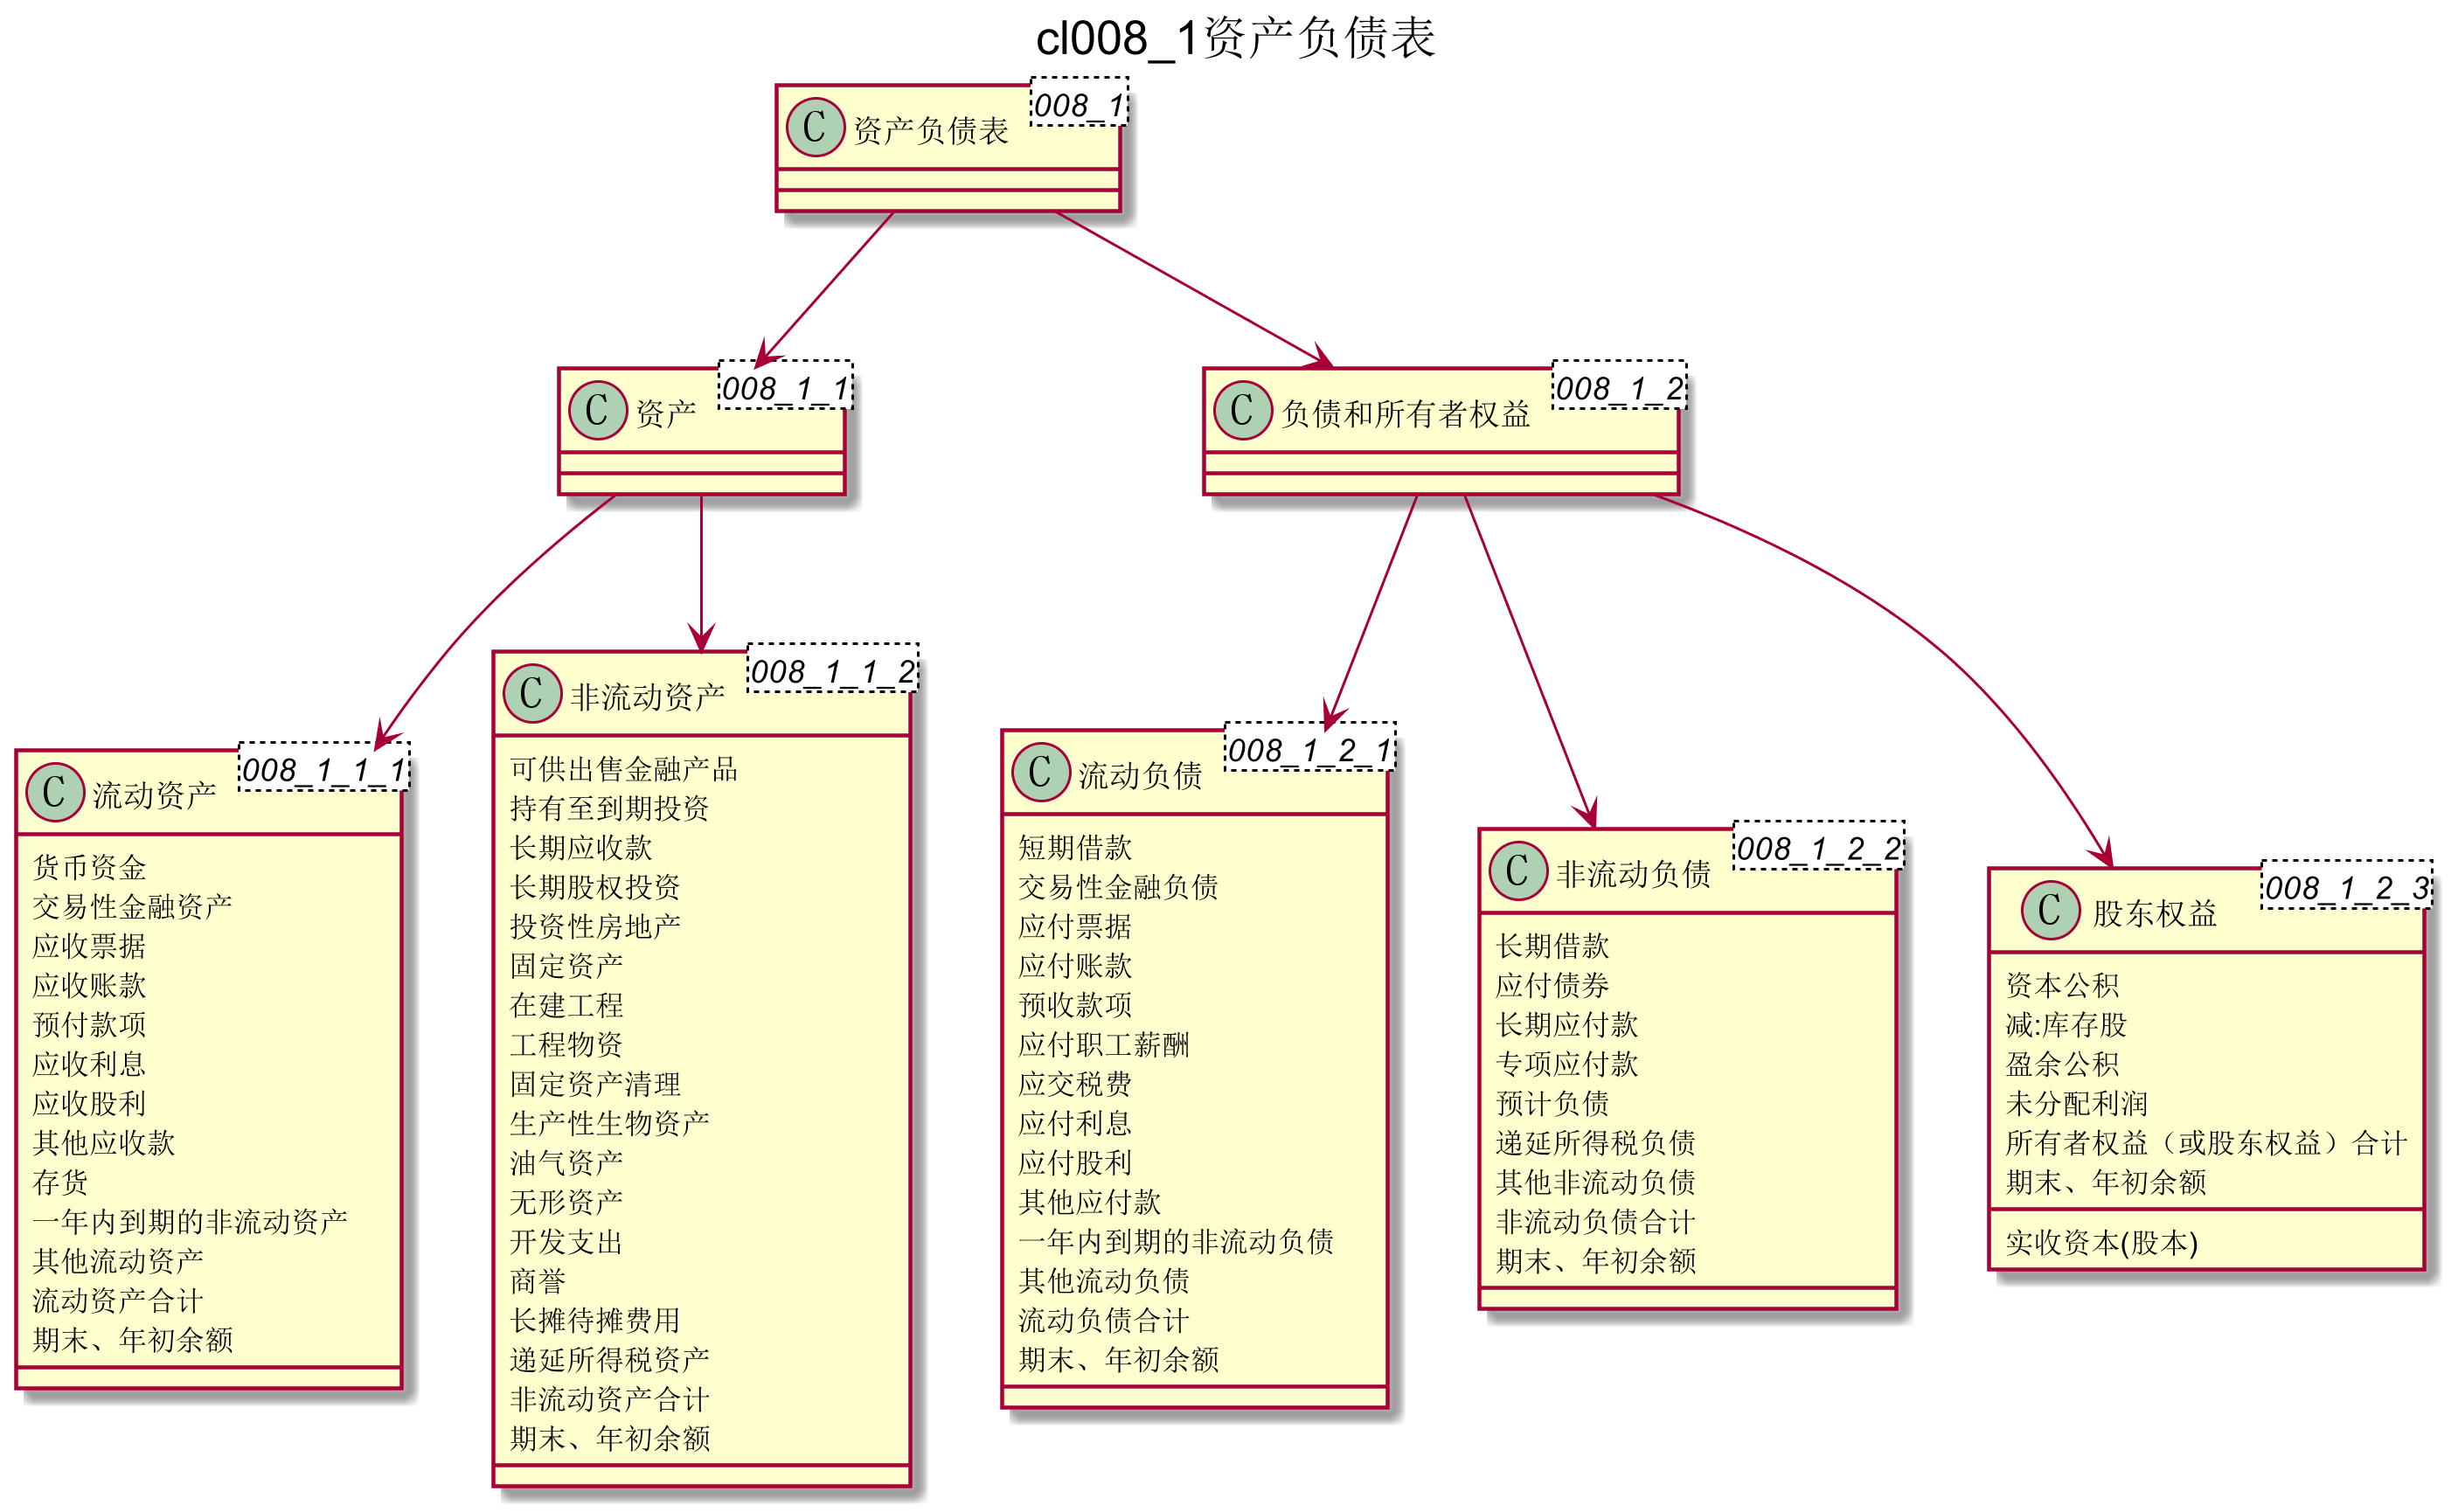 cl008_1资产负债表
C 资产负债表 008_1
C 资产 008_1_1
C 负债和所有者权益 008_1_2
C 流动资产 008_1_1_1
货币资金
交易性金融资产
应收票据
应收账款
预付款项
应收利息
应收股利
其他应收款
存货
一年内到期的非流动资产
其他流动资产
流动资产合计
期末、年初余额
C 非流动资产 008_1_1_2
可供出售金融产品
持有至到期投资
长期应收款
长期股权投资
投资性房地产
固定资产
在建工程
工程物资
固定资产清理
生产性生物资产
油气资产
无形资产
开发支出
商誉
长摊待摊费用
递延所得税资产
非流动资产合计
期末、年初余额
C 流动负债 008_1_2_1
短期借款
交易性金融负债
应付票据
应付账款
预收款项
应付职工薪酬
应交税费
应付利息
应付股利
其他应付款
一年内到期的非流动负债
其他流动负债
流动负债合计
期末、年初余额
C 非流动负债 008_1_2_2
长期借款
应付债券
长期应付款
专项应付款
预计负债
递延所得税负债
其他非流动负债
非流动负债合计
期末、年初余额
C 股东权益 008_1_2_3
资本公积
减:库存股
盈余公积
未分配利润
所有者权益（或股东权益）合计
期末、年初余额
实收资本(股本)